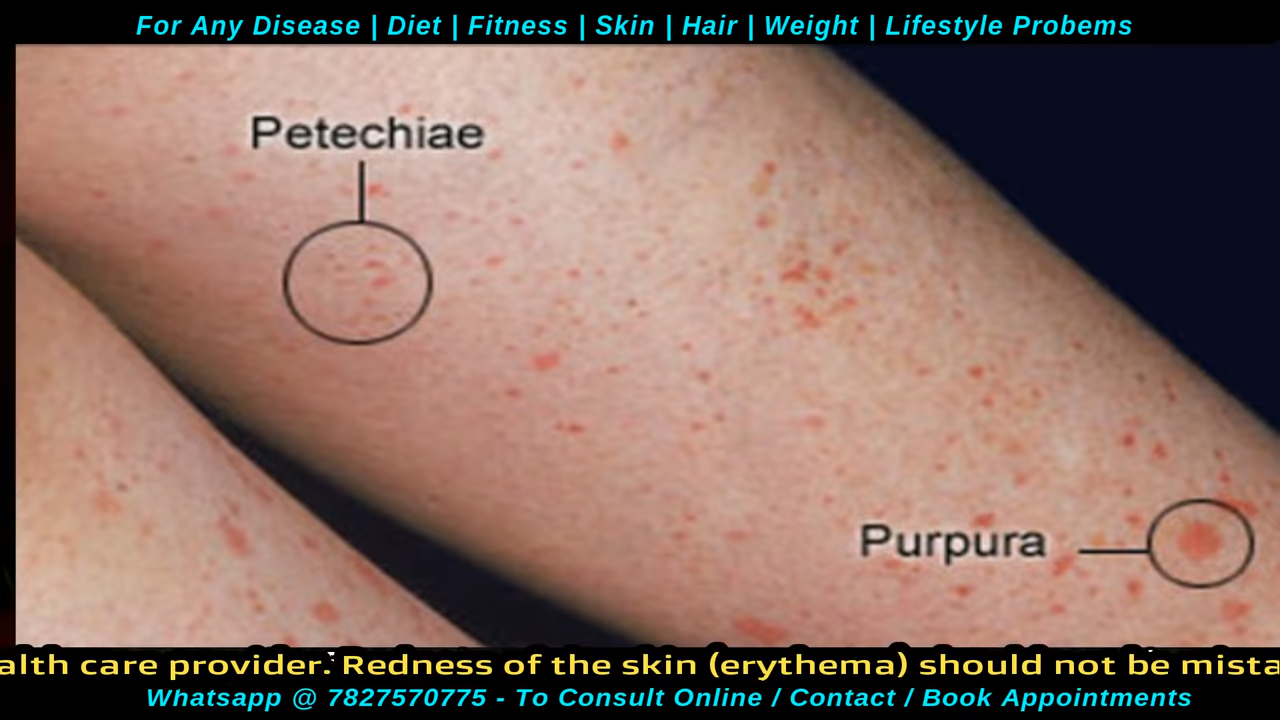 For Any Disease | Diet | Fitness | Skin | Hair | Weight | Lifestyle Probems
Petechiae
Purpura
alth care provider. Redness of the skin (erythema) should not be mista
Whatsapp @ 7827570775 - To Consult Online / Contact / Book Appointments